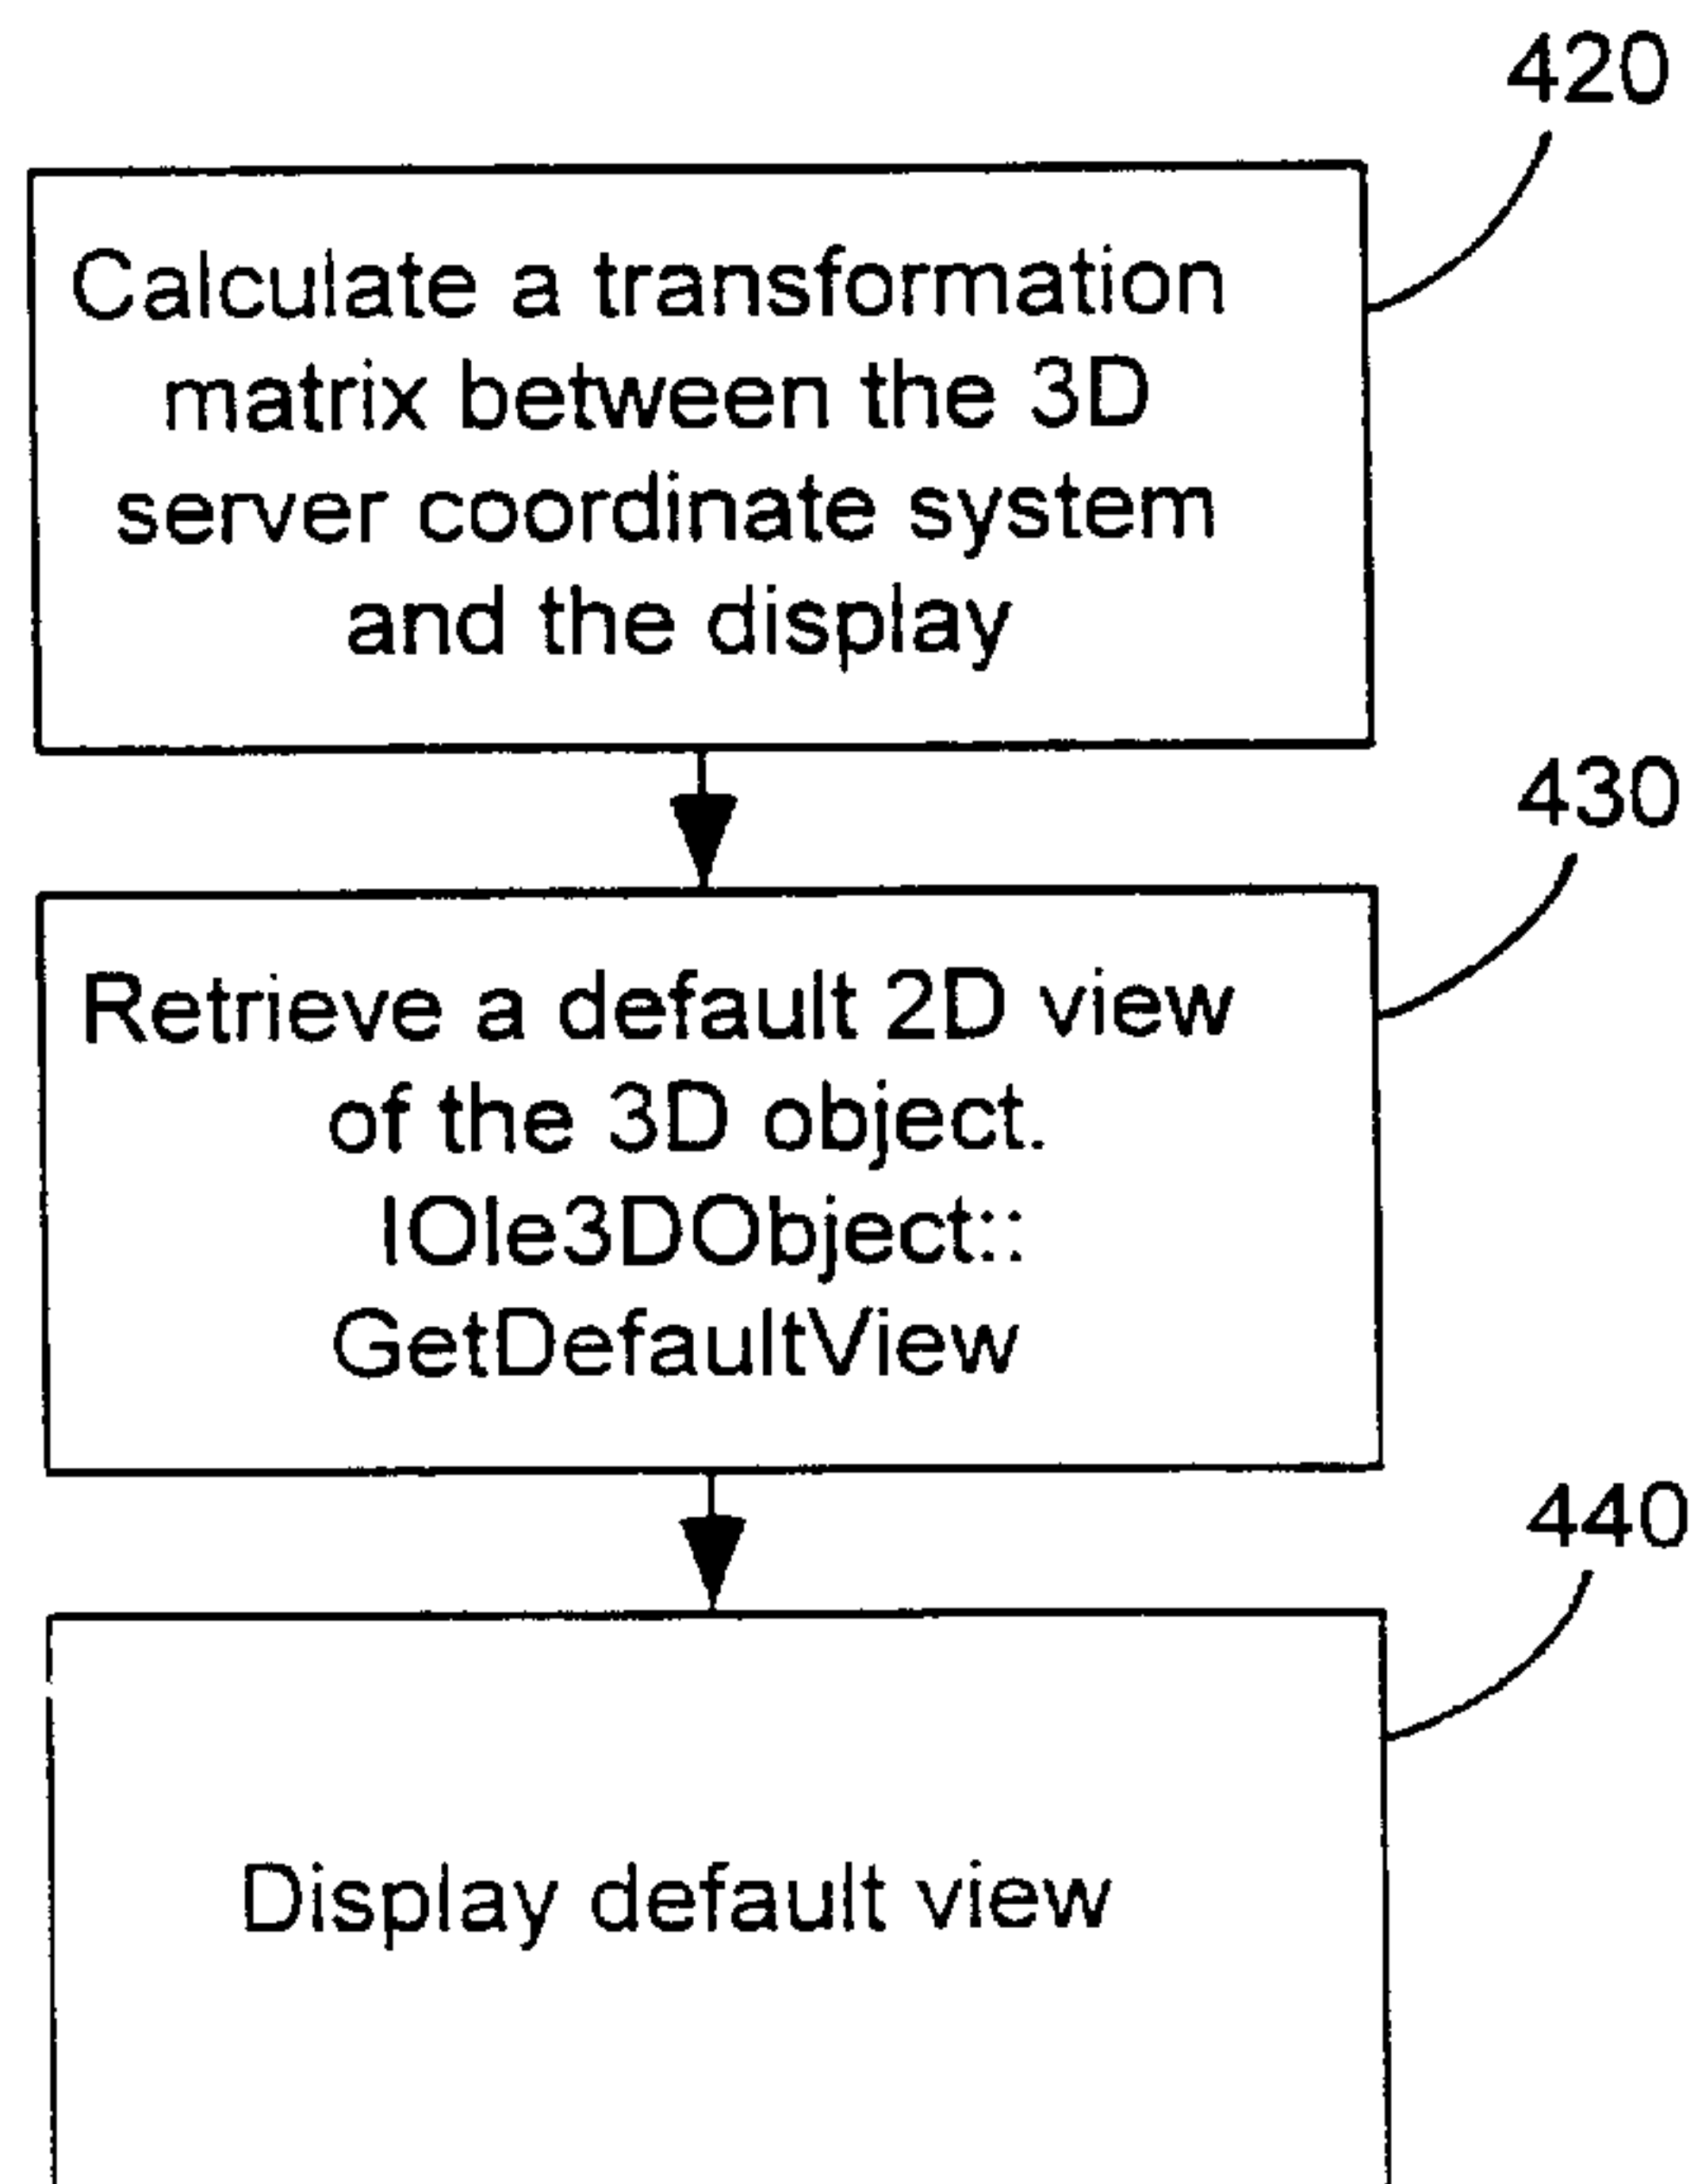 420
Calculate a transformation
matrix between the 3D
server coordinate system
and the display
430
Retrieve a default 2D view
of the 3D object.
IOle3DObject::
GetDefaultView
440
Display default view